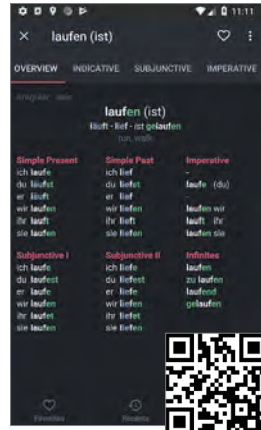 11:11
laufen (ist)
OVERVIEW INDICATIVE SUBJUNCTIVE IMPERATIVE
irregular · sein
laufen (ist)
läuft · lief · ist gelaufen
run, walk
Simple Present Simple Past Imperative
ich laufe ich lief -
du läufst du liefst laufe (du)
er läuft er lief -
wir laufen wir liefen laufen wir
ihr lauft ihr lieft lauft ihr
sie laufen sie liefen laufen sie
Subjunctive I Subjunctive II Infinites
ich laufe ich liefe laufen
du laufest du liefest zu laufen
er laufe er liefe laufend
wir laufen wir liefen gelaufen
ihr laufet ihr liefet
sie laufen sie liefen
Favorites Recents